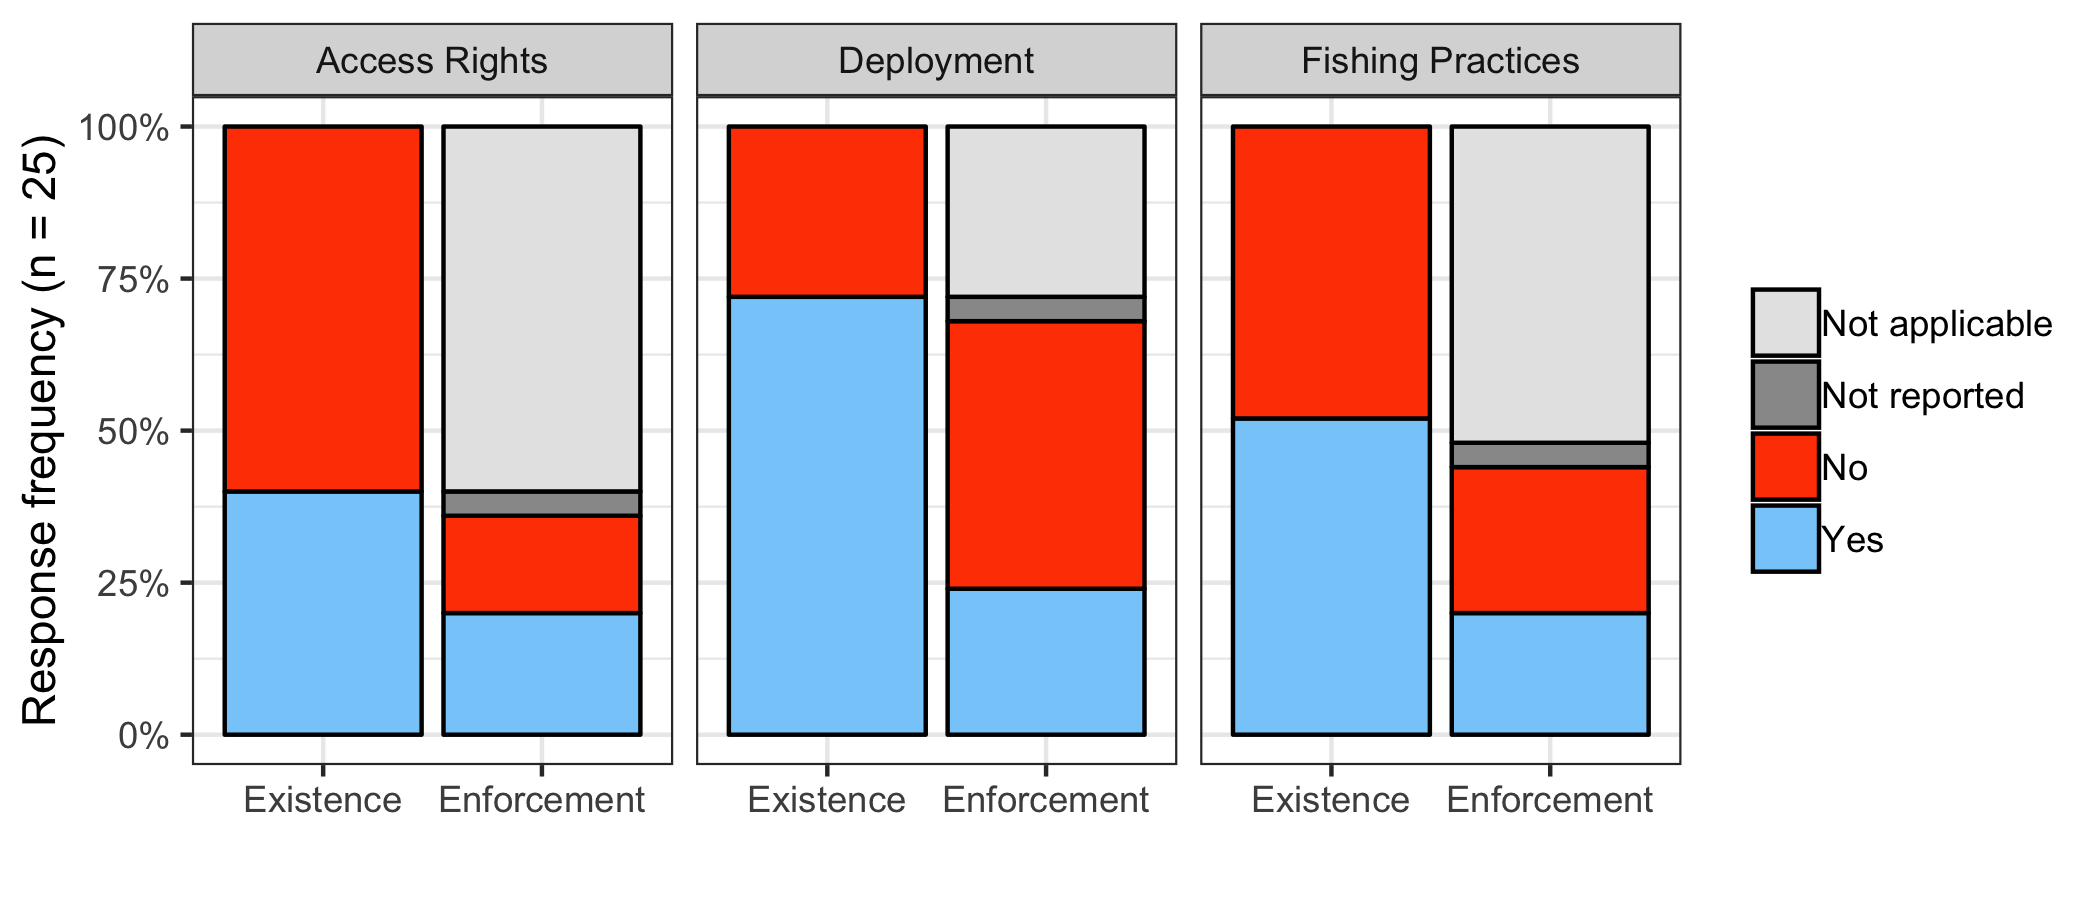 Access Rights
Deployment
Fishing Practices
Response frequency (n = 25)
100%
75%
50%
25%
0%
Existence
Enforcement
Existence
Enforcement
Existence
Enforcement
Not applicable
Not reported
No
Yes